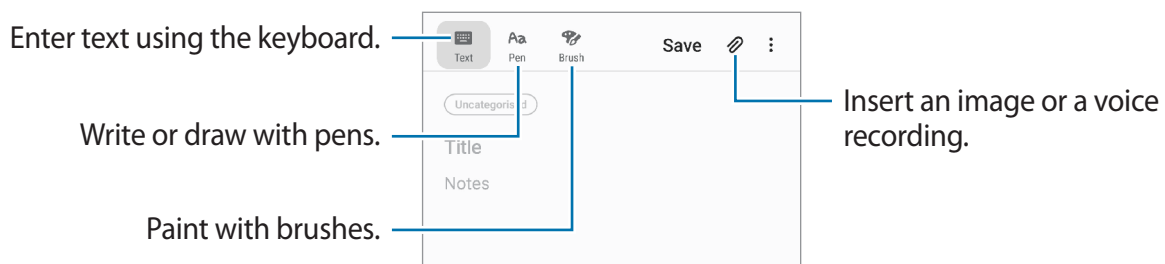 Enter text using the keyboard.
Text
Aa
Pen
Brush
Save
Uncategorised
Write or draw with pens.
Title
Notes
Paint with brushes.
Insert an image or a voice
recording.